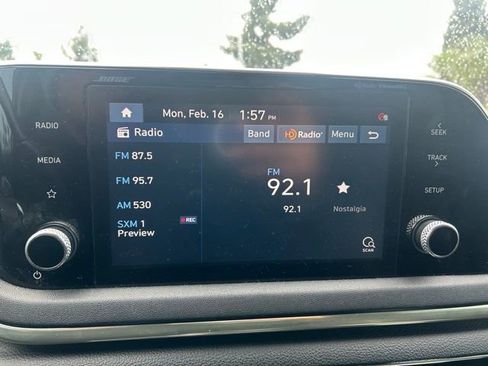 BOSE
Mon, Feb. 16 1:57 PM
RADIO
MEDIA
Radio Band HD Radio Menu
FM 87.5
FM 95.7
AM 530
SXM 1 REC
Preview
FM
92.1
92.1 Nostalgia
SCAN
SEEK
TRACK
SETUP